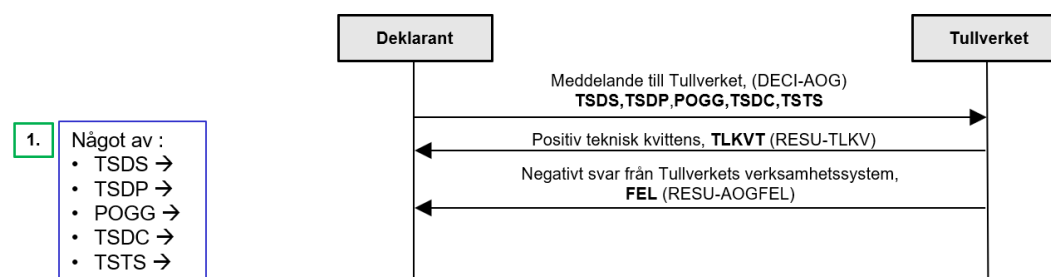 Deklarant
Tullverket
Meddelande till Tullverket, (DECI-AOG)
TSDS,TSDP,POGG,TSDC,TSTS
Positiv teknisk kvittens, TLKVT (RESU-TLKV)
Negativt svar från Tullverkets verksamhetssystem,
FEL (RESU-AOGFEL)
1.
Något av :
• TSDS →
• TSDP →
• POGG →
• TSDC →
• TSTS →